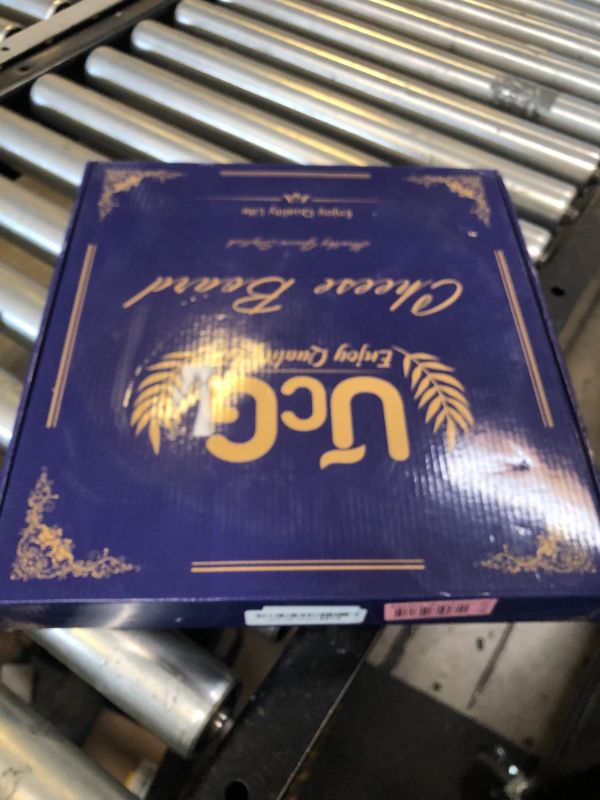 UcG
Enjoy Quality
Cheese Board
Enjoy Quality Life